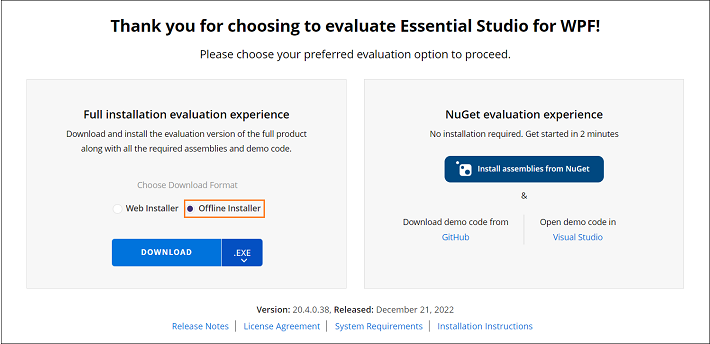 Thank you for choosing to evaluate Essential Studio for WPF!
Please choose your preferred evaluation option to proceed.
Full installation evaluation experience
Download and install the evaluation version of the full product
along with all the required assemblies and demo code.
Choose Download Format
Web Installer
Offline Installer
DOWNLOAD
.EXE
NuGet evaluation experience
No installation required. Get started in 2 minutes
Install assemblies from NuGet
&
Download demo code from
GitHub
Open demo code in
Visual Studio
Version: 20.4.0.38, Released: December 21, 2022
Release Notes | License Agreement | System Requirements | Installation Instructions